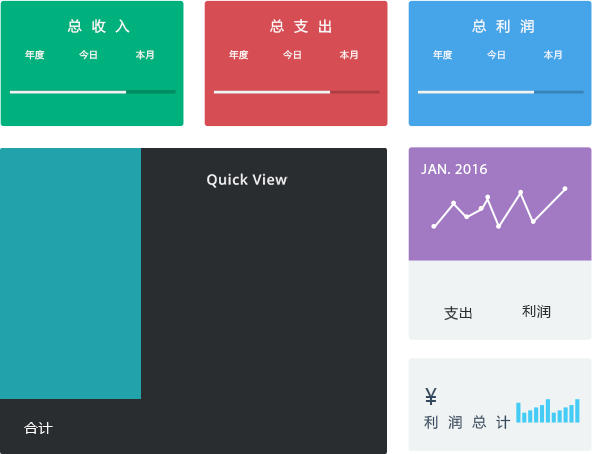 总 收 入
年度 今日 本月
总 支 出
年度 今日 本月
总 利 润
年度 今日 本月
Quick View
合计
JAN. 2016
支出 利润
¥
利 润 总 计